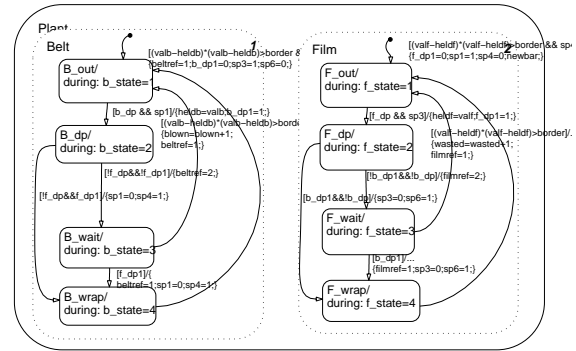 Plant
Belt
1
[(valb-heldb)*(valb-heldb)>border &
{beltref=1;b_dp1=0;sp3=1;sp6=0;}
B_out/
during: b_state=1
[b_dp && sp1]/{heldb=valb;b_dp1=1;}
[(valb-heldb)*(valb-heldb)>border
{blown=blown+1;
beltref=1;}
B_dp/
during: b_state=2
[!f_dp&&f_dp1]/{beltref=2;}
[!f_dp&&f_dp1]/{sp1=0;sp4=1;}
B_wait/
during: b_state=3
[f_dp1]/{
beltref=1;sp1=0;sp4=1;}
B_wrap/
during: b_state=4
Film
2
[(valf-heldf)*(valf-heldf)>border && sp4
{f_dp1=0;sp1=1;sp4=0;newbar;}
F_out/
during: f_state=1
[f_dp && sp3]/{heldf=valf;f_dp1=1;}
[(valf-heldf)*(valf-heldf)>border]/...
{wasted=wasted+1;
filmref=1;}
F_dp/
during: f_state=2
[!b_dp1&&!b_dp]/{filmref=2;}
[b_dp1&&!b_dp]/{sp3=0;sp6=1;}
F_wait/
during: f_state=3
[b_dp1]/...
{filmref=1;sp3=0;sp6=1;}
F_wrap/
during: f_state=4